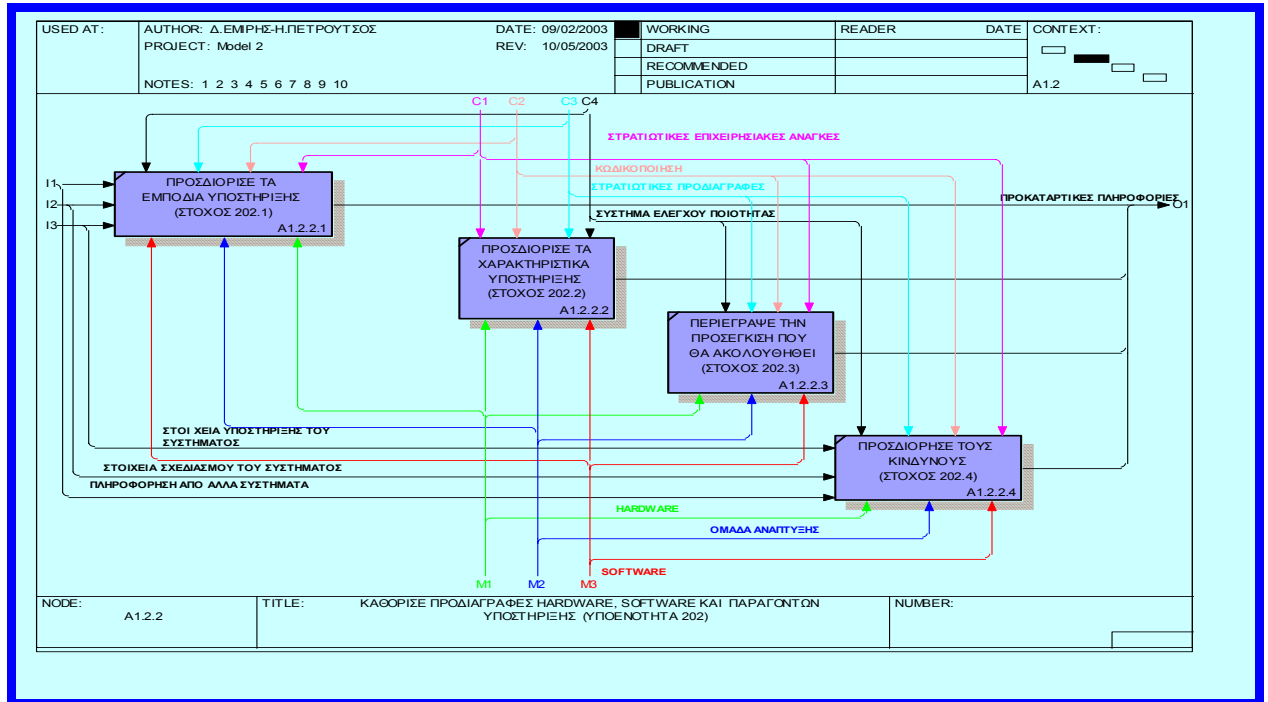 USED AT:
AUTHOR: Δ.ΕΜΙΡΗΣ-Η.ΠΕΤΡΟΥΤΣΟΣ
DATE: 09/02/2003
WORKING
READER
DATE
CONTEXT:
PROJECT: Model 2
REV: 10/05/2003
DRAFT
RECOMMENDED
NOTES: 1 2 3 4 5 6 7 8 9 10
PUBLICATION
A1.2
C1
C2
C3
C4
ΣΤΡΑΤΙΩΤΙΚΕΣ ΕΠΙΧΕΙΡΗΣΙΑΚΕΣ ΑΝΑΓΚΕΣ
ΚΩΔΙΚΟΠΟΙΗΣΗ
ΣΤΡΑΤΙΩΤΙΚΕΣ ΠΡΟΔΙΑΓΡΑΦΕΣ
ΠΡΟΚΑΤΑΡΤΙΚΕΣ ΠΛΗΡΟΦΟΡΙΕΣ
O1
ΣΥΣΤΗΜΑ ΕΛΕΓΧΟΥ ΠΟΙΟΤΗΤΑΣ
I1
I2
I3
ΠΡΟΣΔΙΟΡΙΣΕ ΤΑ
ΕΜΠΟΔΙΑ ΥΠΟΣΤΗΡΙΞΗΣ
(ΣΤΟΧΟΣ 202.1)
A1.2.2.1
ΠΡΟΣΔΙΟΡΙΣΕ ΤΑ
ΧΑΡΑΚΤΗΡΙΣΤΙΚΑ
ΥΠΟΣΤΗΡΙΞΗΣ
(ΣΤΟΧΟΣ 202.2)
A1.2.2.2
ΠΕΡΙΕΓΡΑΨΕ ΤΗΝ
ΠΡΟΣΕΓΚΙΣΗ ΠΟΥ
ΘΑ ΑΚΟΛΟΥΘΗΘΕΙ
(ΣΤΟΧΟΣ 202.3)
A1.2.2.3
ΠΡΟΣΔΙΟΡΗΣΕ ΤΟΥΣ
ΚΙΝΔΥΝΟΥΣ
(ΣΤΟΧΟΣ 202.4)
A1.2.2.4
ΣΤΟΙ ΧΕΙΑ ΥΠΟΣΤΗΡΙΞΗΣ ΤΟΥ
ΣΥΣΤΗΜΑΤΟΣ
ΣΤΟΙΧΕΙΑ ΣΧΕΔΙΑΣΜΟΥ ΤΟΥ ΣΥΣΤΗΜΑΤΟΣ
ΠΛΗΡΟΦΟΡΗΣΗ ΑΠΟ ΑΛΛΑ ΣΥΣΤΗΜΑΤΑ
HARDWARE
ΟΜΑΔΑ ΑΝΑΠΤΥΞΗΣ
SOFTWARE
M1
M2
M3
NODE:
A1.2.2
TITLE:
ΚΑΘΟΡΙΣΕ ΠΡΟΔΙΑΓΡΑΦΕΣ HARDWARE, SOFTWARE ΚΑΙ ΠΑΡΑΓΟΝΤΩΝ
ΥΠΟΣΤΗΡΙΞΗΣ (ΥΠΟΕΝΟΤΗΤΑ 202)
NUMBER: